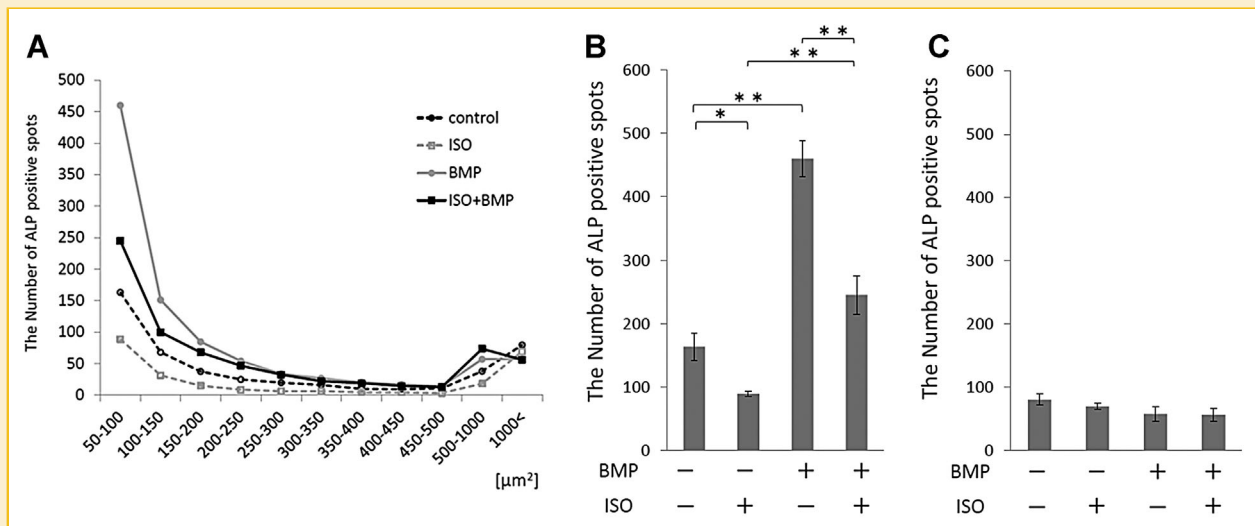 A
The Number of ALP positive spots
500
450
400
350
300
250
200
150
100
50
0
control
ISO
BMP
ISO+BMP
50-100
100-150
150-200
200-250
250-300
300-350
350-400
400-450
450-500
500-1000
1000<
[µm²]
B
The Number of ALP positive spots
600
500
400
300
200
100
0
* *
* *
* *
*
BMP − − + +
ISO − + − +
C
The Number of ALP positive spots
600
500
400
300
200
100
0
BMP − − + +
ISO − + − +